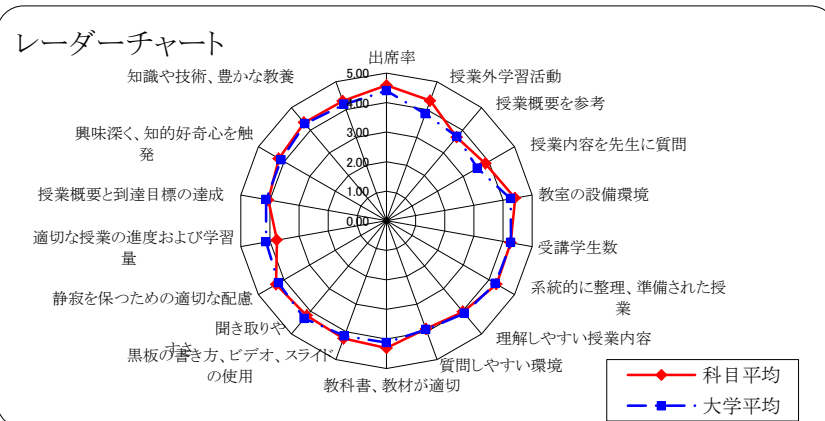 レーダーチャート
出席率
授業外学習活動
授業概要を参考
授業内容を先生に質問
教室の設備環境
受講学生数
系統的に整理、準備された授
業
理解しやすい授業内容
質問しやすい環境
教科書、教材が適切
黒板の書き方、ビデオ、スライド
の使用
聞き取りや
すさ
静寂を保つための適切な配慮
適切な授業の進度および学習
量
授業概要と到達目標の達成
興味深く、知的好奇心を触
発
知識や技術、豊かな教養
5.00
4.00
3.00
2.00
1.00
0.00
科目平均
大学平均